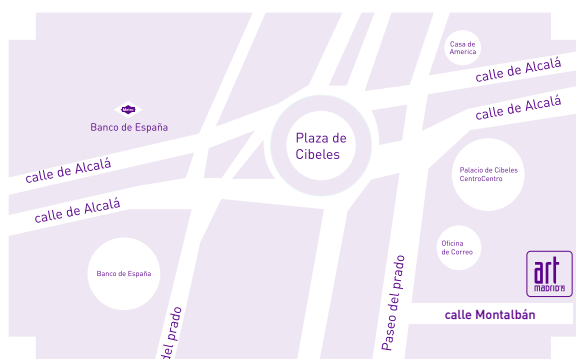 Casa de
America
calle de Alcalá
calle de Alcalá
Metro
Banco de España
Plaza de
Cibeles
calle de Alcalá
calle de Alcalá
Palacio de Cibeles
CentroCentro
Banco de España
Oficina
de Correo
Paseo del prado
del prado
art
MADRID'19
calle Montalbán